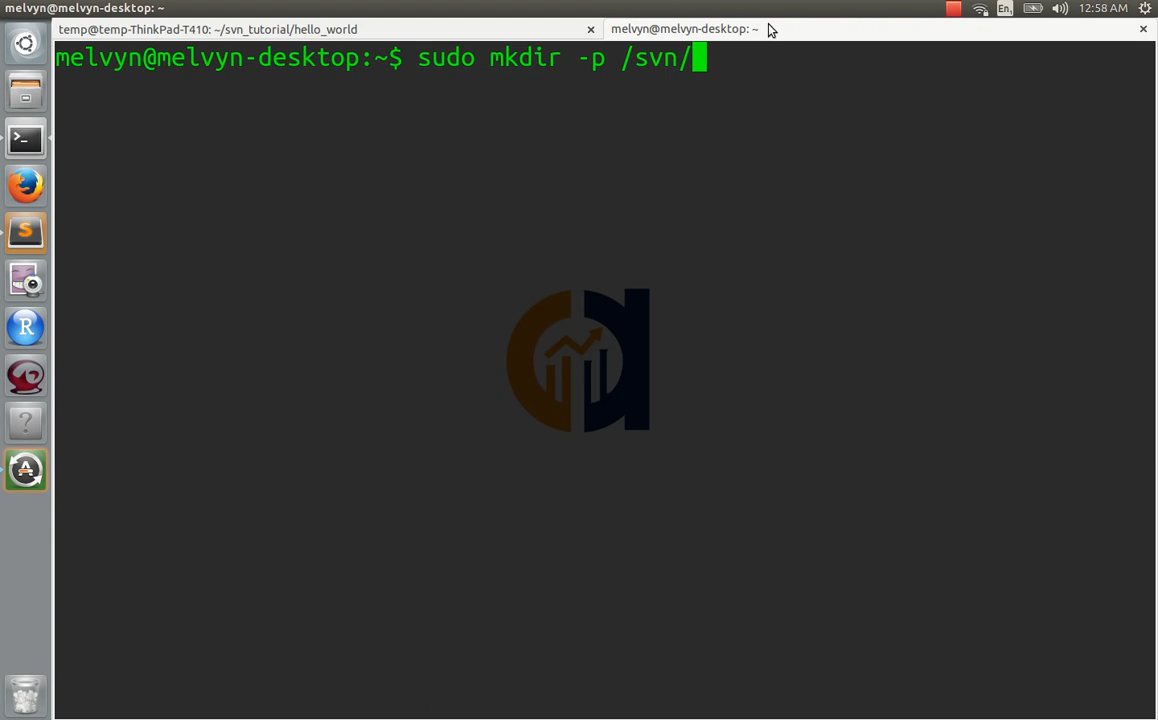 melvyn@melvyn-desktop: ~
En₁
12:58 AM
temp@temp-ThinkPad-T410: ~/svn_tutorial/hello_world
melvyn@melvyn-desktop: ~
melvyn@melvyn-desktop:~$ sudo mkdir -p /svn/